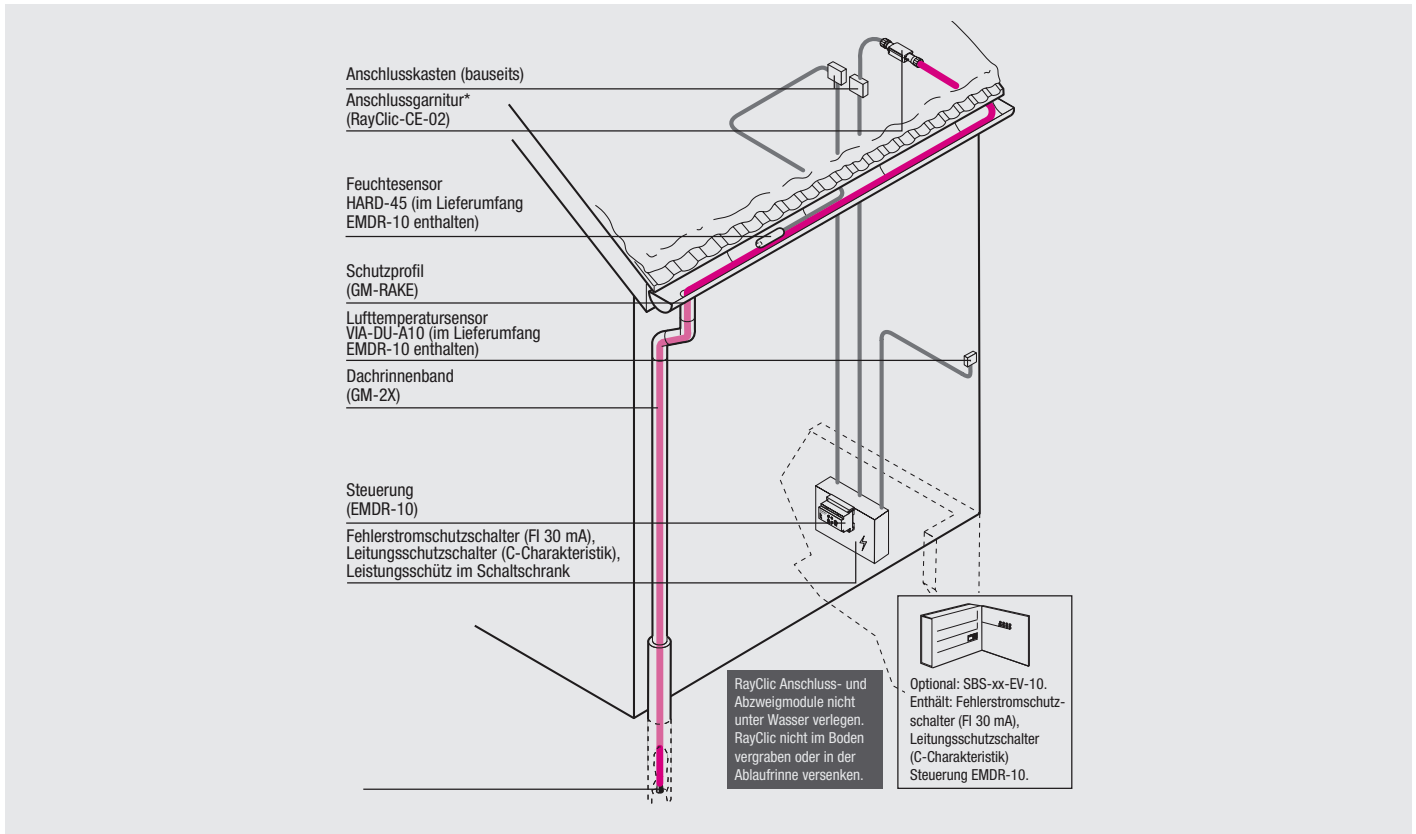 Anschlusskasten (bauseits)
Anschlussgarnitur*
(RayClic-CE-02)
Feuchtesensor
HARD-45 (im Lieferumfang
EMDR-10 enthalten)
Schutzprofil
(GM-RAKE)
Lufttemperatursensor
VIA-DU-A10 (im Lieferumfang
EMDR-10 enthalten)
Dachrinnenband
(GM-2X)
Steuerung
(EMDR-10)
Fehlerstromschutzschalter (FI 30 mA),
Leitungsschutzschalter (C-Charakteristik),
Leistungsschütz im Schaltschrank
RayClic Anschluss- und
Abzweigmodule nicht
unter Wasser verlegen.
RayClic nicht im Boden
vergraben oder in der
Ablaufrinne versenken.
Optional: SBS-xx-EV-10.
Enthält: Fehlerstromschutz-
schalter (FI 30 mA),
Leitungsschutzschalter
(C-Charakteristik)
Steuerung EMDR-10.